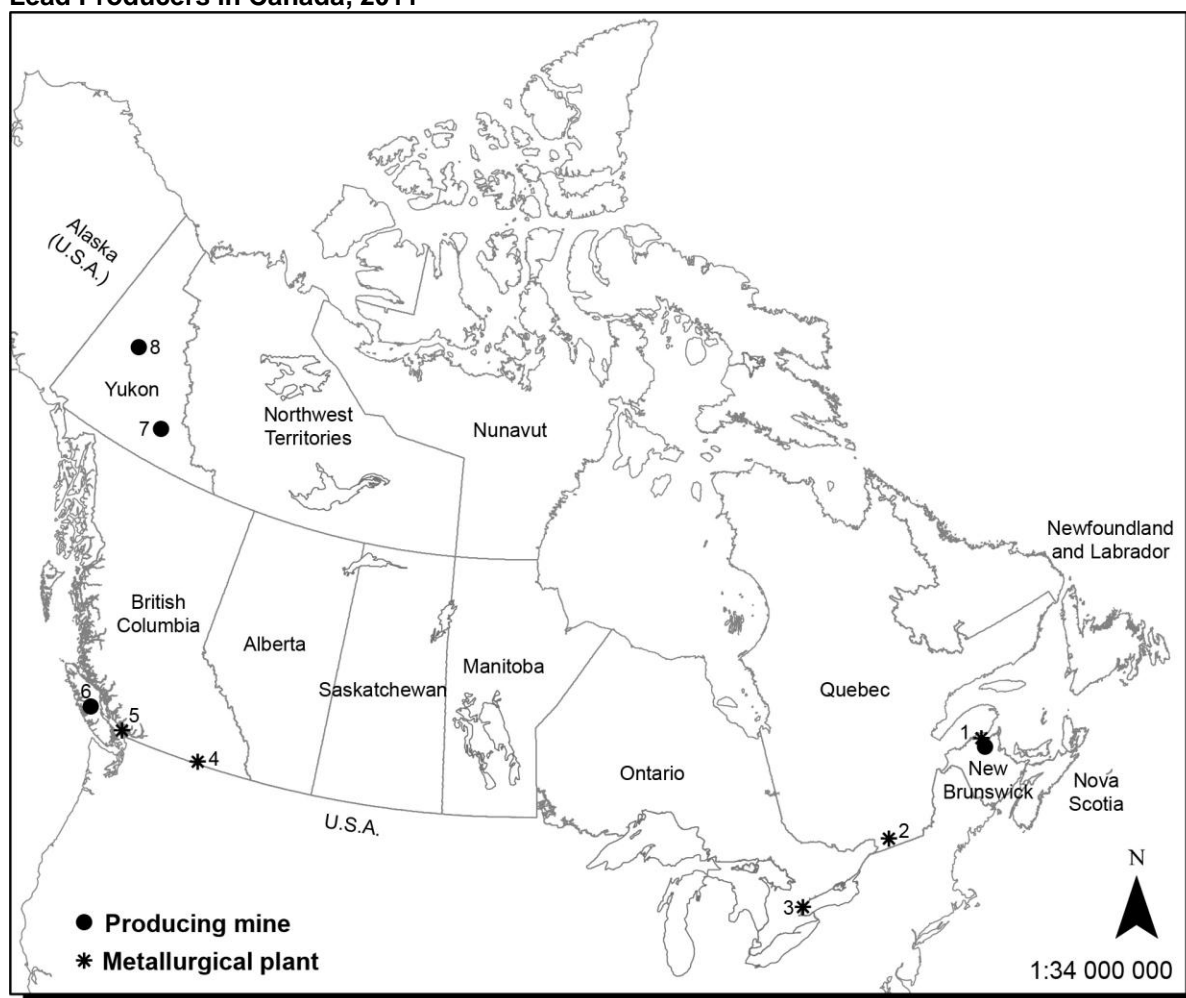 Lead Producers in Canada, 2011
Alaska
(U.S.A.)
8
Yukon
7
Northwest
Territories
Nunavut
Newfoundland
and Labrador
British
Columbia
Alberta
Saskatchewan
Manitoba
Quebec
6
5
4
1
Ontario
New
Brunswick
Nova
Scotia
U.S.A.
2
3
N
Producing mine
Metallurgical plant
1:34 000 000